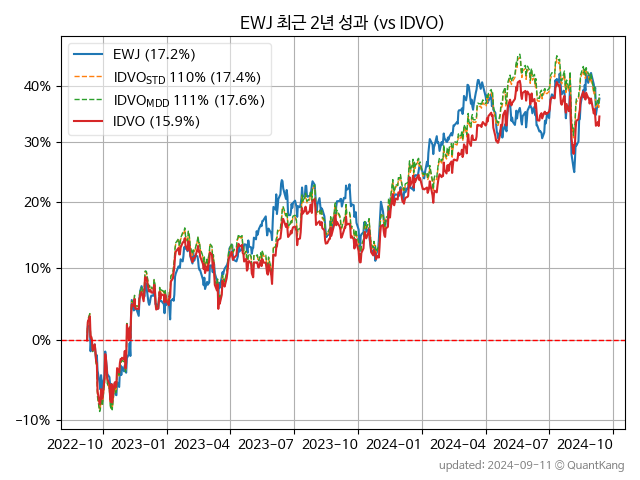 EWJ 최근 2년 성과 (vs IDVO)
EWJ (17.2%)
IDVO_STD 110% (17.4%)
IDVO_MDD 111% (17.6%)
IDVO (15.9%)
40%
30%
20%
10%
0%
−10%
2022-10 2023-01 2023-04 2023-07 2023-10 2024-01 2024-04 2024-07 2024-10
updated: 2024-09-11 © QuantKang